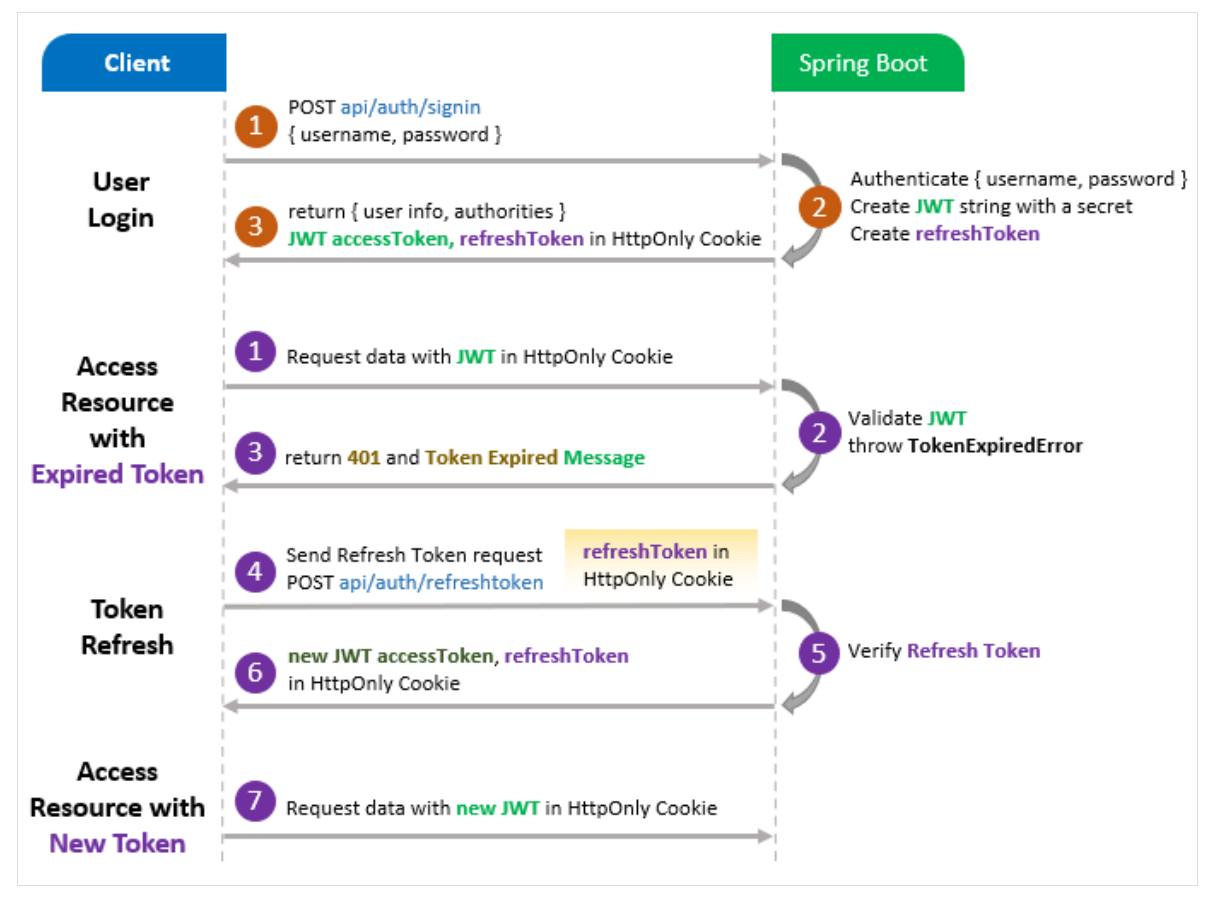 Client
Spring Boot
User
Login
1
POST api/auth/signin
{ username, password }
2
Authenticate { username, password }
Create JWT string with a secret
Create refreshToken
3
return { user info, authorities }
JWT accessToken, refreshToken in HttpOnly Cookie
Access
Resource
with
Expired Token
1
Request data with JWT in HttpOnly Cookie
2
Validate JWT
throw TokenExpiredError
3
return 401 and Token Expired Message
Token
Refresh
4
Send Refresh Token request
POST api/auth/refreshtoken
refreshToken in
HttpOnly Cookie
5
Verify Refresh Token
6
new JWT accessToken, refreshToken
in HttpOnly Cookie
Access
Resource with
New Token
7
Request data with new JWT in HttpOnly Cookie